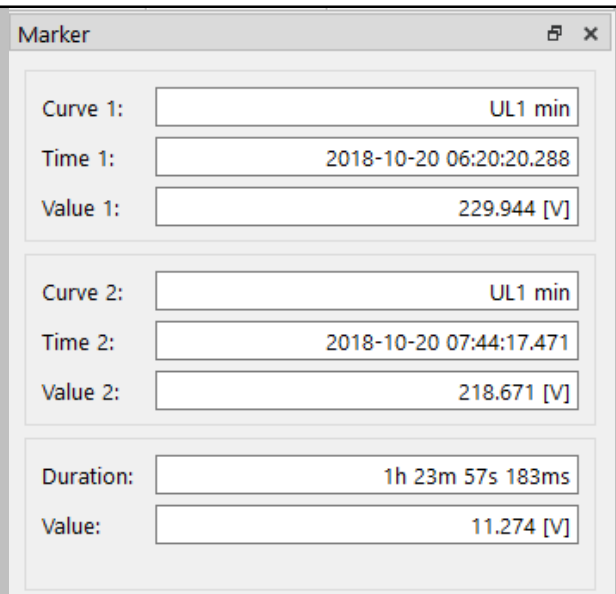 Marker
Curve 1: UL1 min
Time 1: 2018-10-20 06:20:20.288
Value 1: 229.944 [V]
Curve 2: UL1 min
Time 2: 2018-10-20 07:44:17.471
Value 2: 218.671 [V]
Duration: 1h 23m 57s 183ms
Value: 11.274 [V]